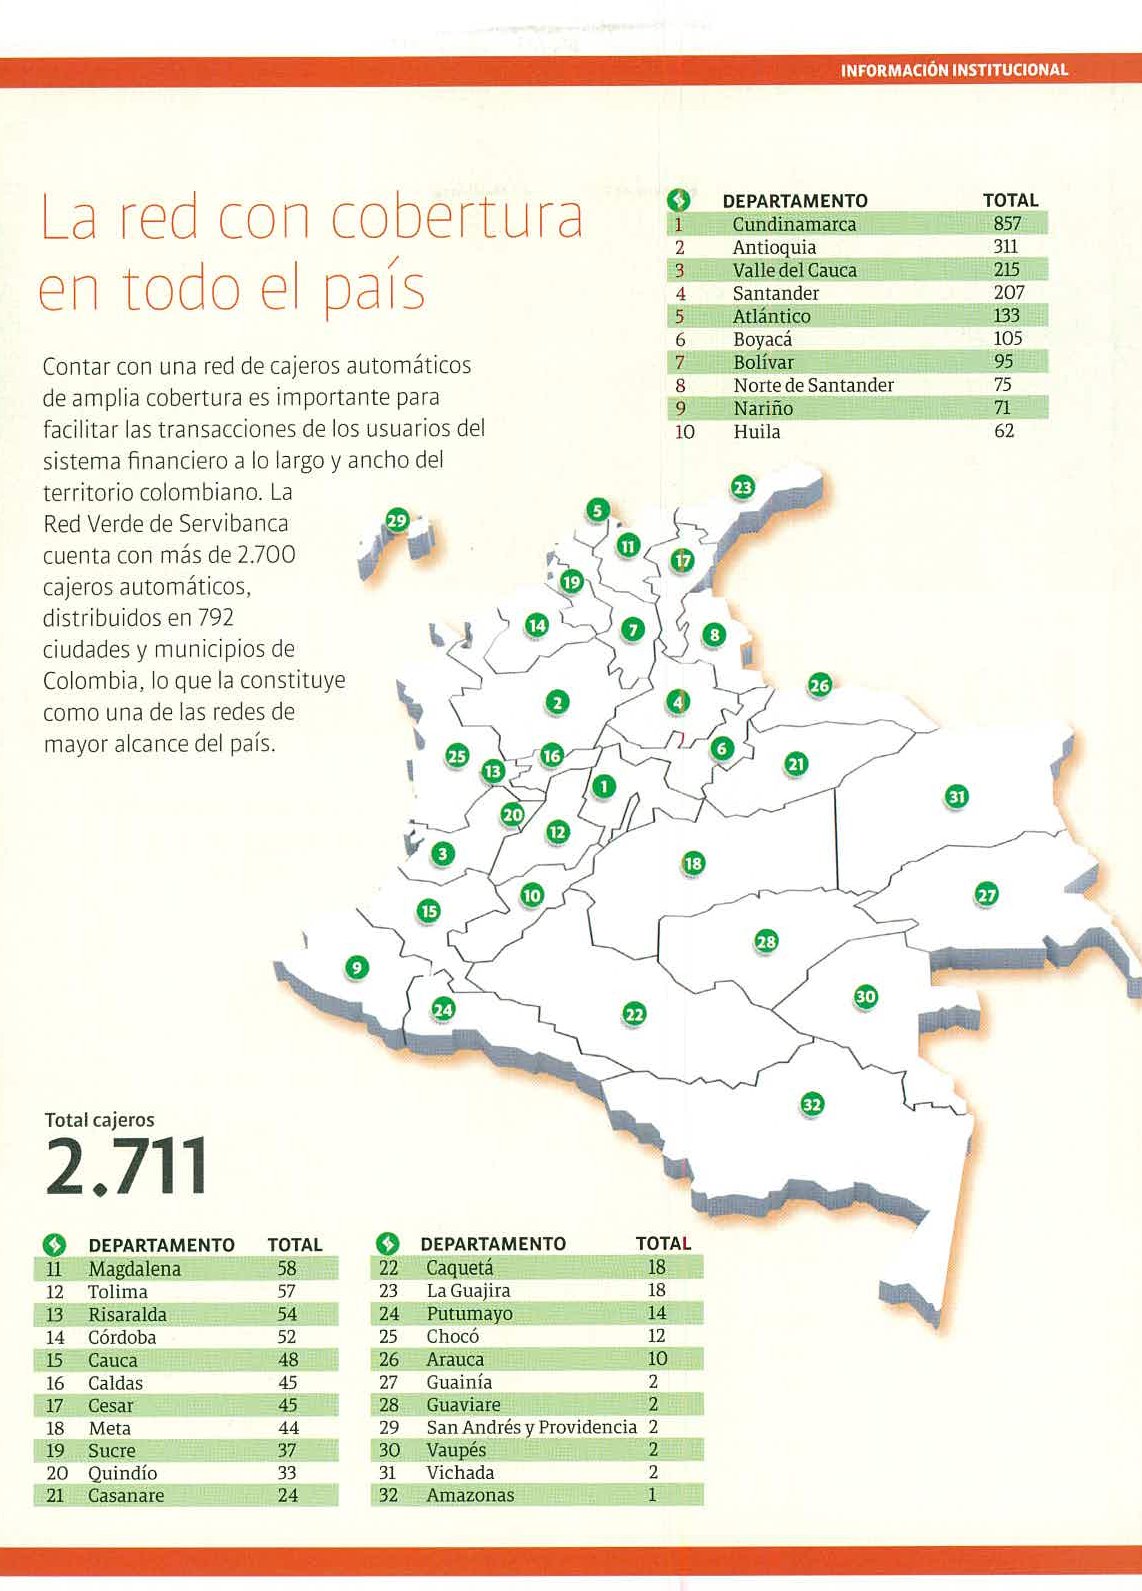 INFORMACIÓN INSTITUCIONAL
La red con cobertura
en todo el país
Contar con una red de cajeros automáticos
de amplia cobertura es importante para
facilitar las transacciones de los usuarios del
sistema financiero a lo largo y ancho del
territorio colombiano. La
Red Verde de Servibanca
cuenta con más de 2.700
cajeros automáticos,
distribuidos en 792
ciudades y municipios de
Colombia, lo que la constituye
como una de las redes de
mayor alcance del país.
DEPARTAMENTO TOTAL
1 Cundinamarca 857
2 Antioquia 311
3 Valle del Cauca 215
4 Santander 207
5 Atlántico 133
6 Boyacá 105
7 Bolívar 95
8 Norte de Santander 75
9 Nariño 71
10 Huila 62
23
5
29
11
17
19
14
7
8
26
2
4
6
25
16
13
21
1
31
20
12
3
18
10
27
15
28
9
30
24
22
32
Total cajeros
2.711
DEPARTAMENTO TOTAL
11 Magdalena 58
12 Tolima 57
13 Risaralda 54
14 Córdoba 52
15 Cauca 48
16 Caldas 45
17 Cesar 45
18 Meta 44
19 Sucre 37
20 Quindío 33
21 Casanare 24
DEPARTAMENTO TOTAL
22 Caquetá 18
23 La Guajira 18
24 Putumayo 14
25 Chocó 12
26 Arauca 10
27 Guainía 2
28 Guaviare 2
29 San Andrés y Providencia 2
30 Vaupés 2
31 Vichada 2
32 Amazonas 1